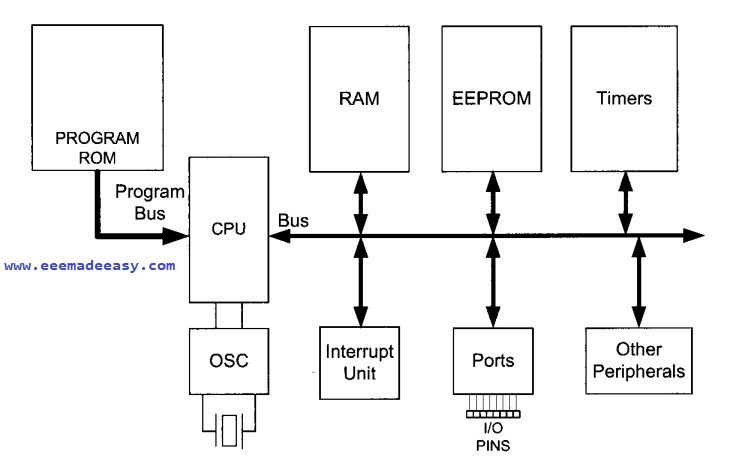 PROGRAM
ROM
RAM
EEPROM
Timers
Program
Bus
CPU
Bus
www.eeemadeeasy.com
OSC
Interrupt
Unit
Ports
Other
Peripherals
I/O
PINS